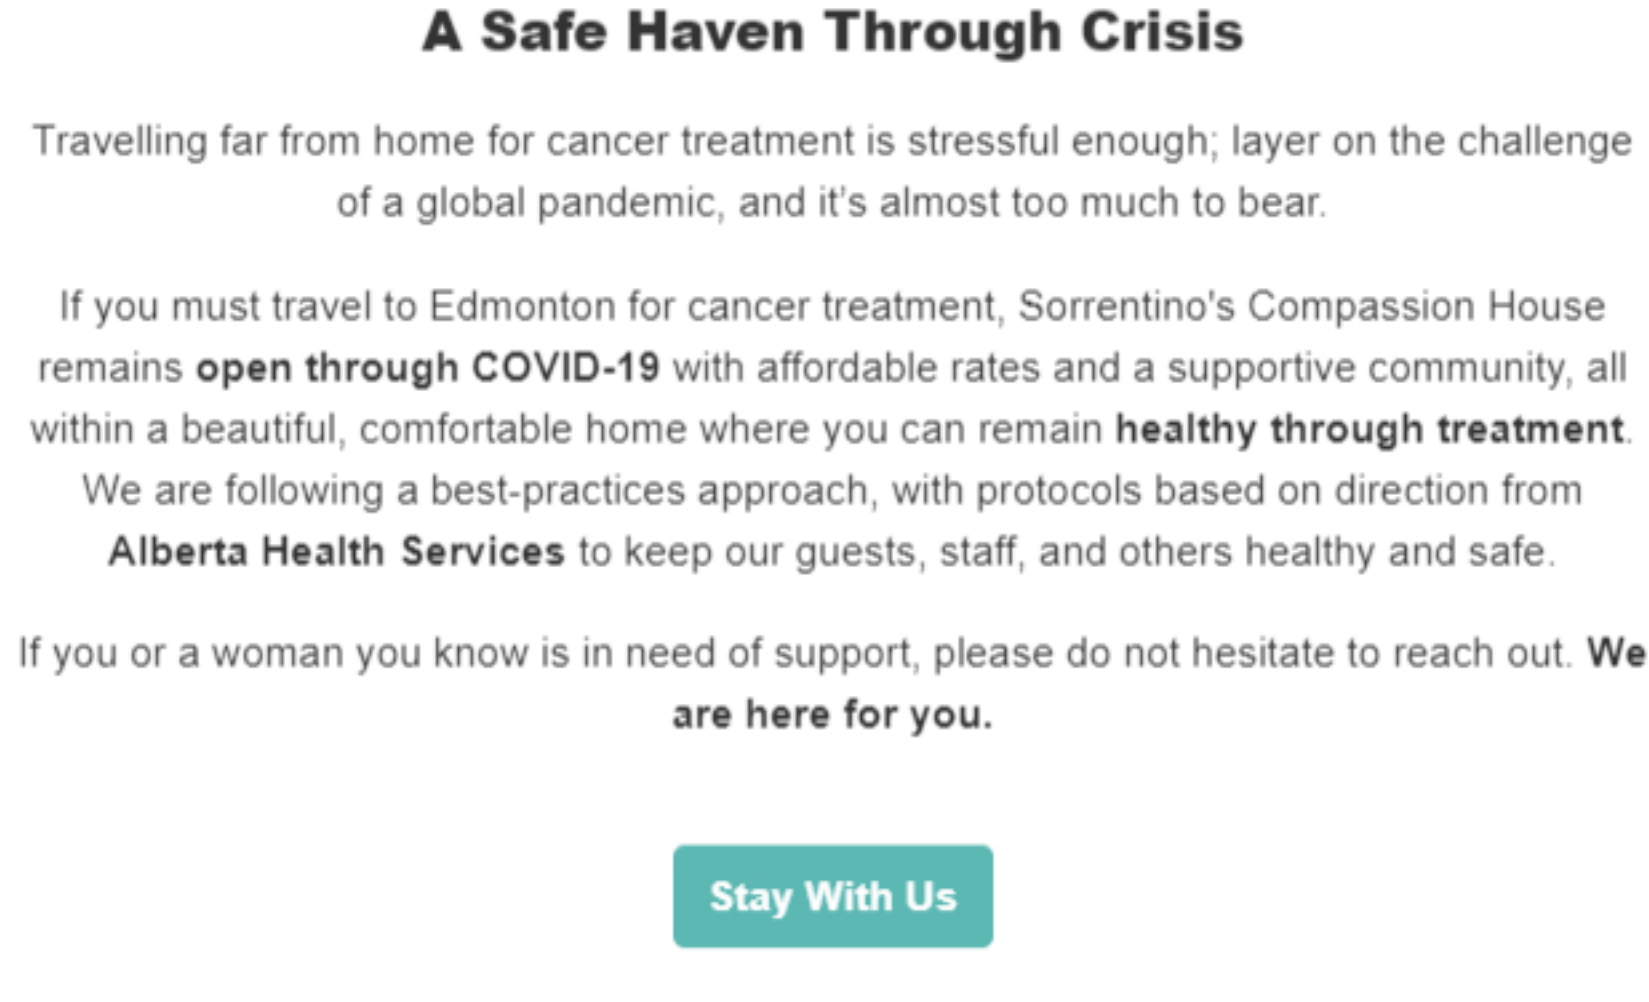 A Safe Haven Through Crisis
Travelling far from home for cancer treatment is stressful enough; layer on the challenge
of a global pandemic, and it's almost too much to bear.
If you must travel to Edmonton for cancer treatment, Sorrentino's Compassion House
remains open through COVID-19 with affordable rates and a supportive community, all
within a beautiful, comfortable home where you can remain healthy through treatment.
We are following a best-practices approach, with protocols based on direction from
Alberta Health Services to keep our guests, staff, and others healthy and safe.
If you or a woman you know is in need of support, please do not hesitate to reach out. We
are here for you.
Stay With Us